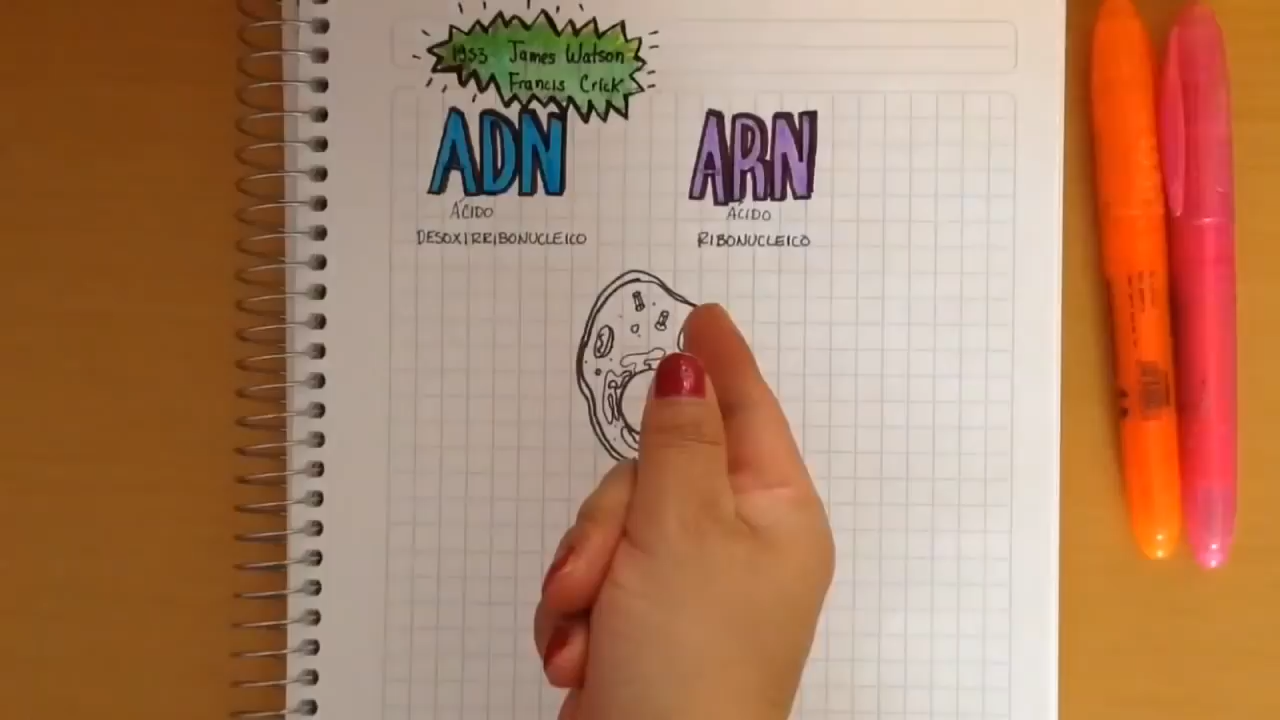 1953 James Watson
Francis Crick
ADN
ÁCIDO
DESOXIRRIBONUCLEICO
ARN
ÁCIDO
RIBONUCLEICO